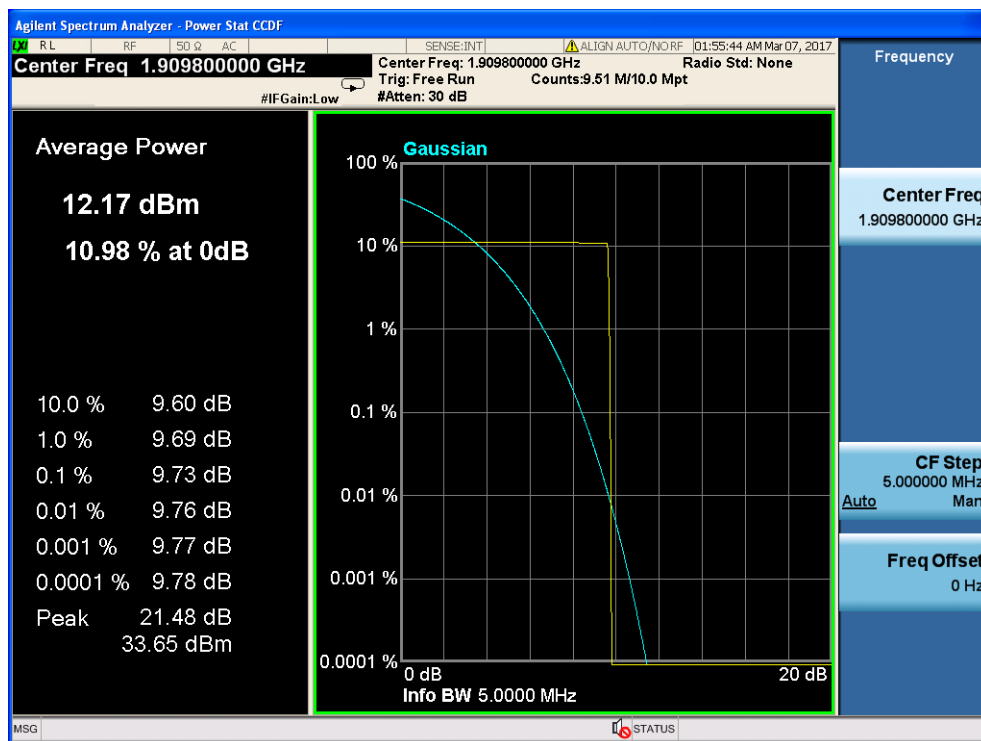 Agilent Spectrum Analyzer - Power Stat CCDF
LXI RL RF 50 Ω AC SENSE:INT ALIGN AUTO/NO RF 01:55:44 AM Mar 07, 2017
Center Freq 1.909800000 GHz
Center Freq: 1.909800000 GHz Radio Std: None
Trig: Free Run Counts:9.51 M/10.0 Mpt
#IFGain:Low #Atten: 30 dB
Average Power
12.17 dBm
10.98 % at 0dB
10.0 % 9.60 dB
1.0 % 9.69 dB
0.1 % 9.73 dB
0.01 % 9.76 dB
0.001 % 9.77 dB
0.0001 % 9.78 dB
Peak 21.48 dB
33.65 dBm
Gaussian
100 %
10 %
1 %
0.1 %
0.01 %
0.001 %
0.0001 %
0 dB 20 dB
Info BW 5.0000 MHz
Frequency
Center Freq
1.909800000 GHz
CF Step
5.000000 MHz
Auto Man
Freq Offset
0 Hz
MSG STATUS